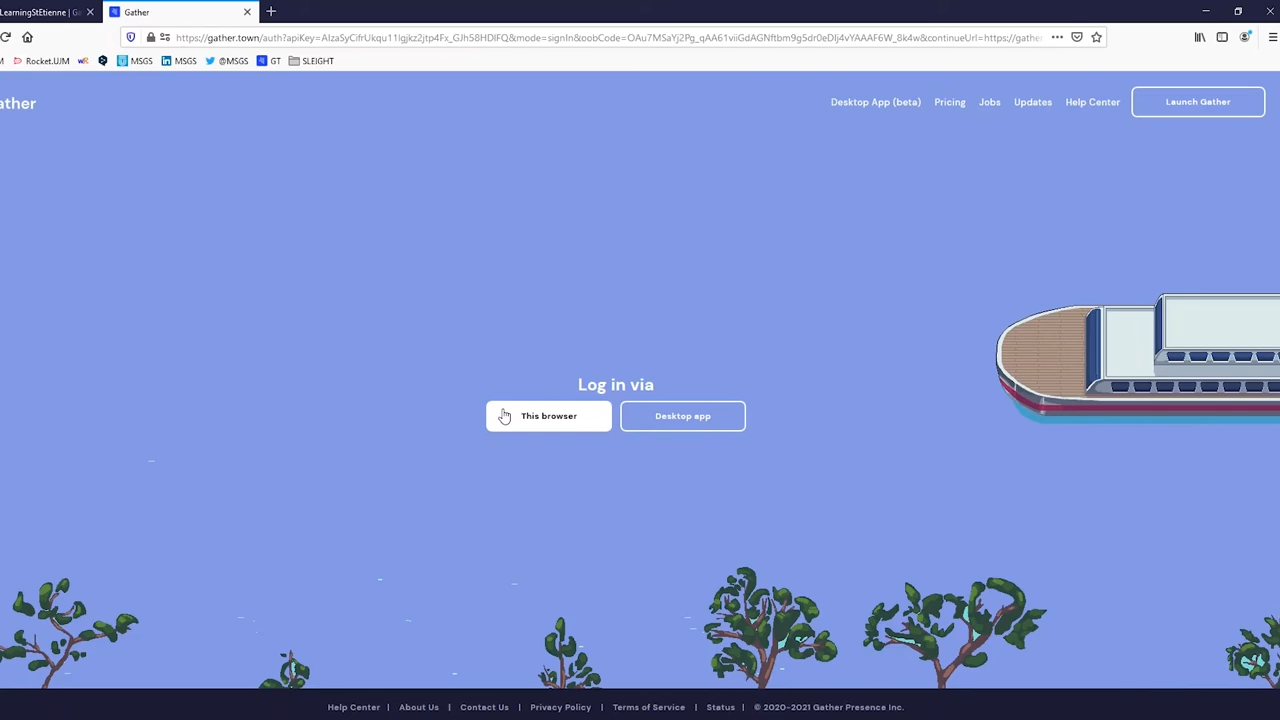 LearningStEtienne | G
Gather
https://gather.town/auth?apiKey=
&mode=signIn&oobCode=
&continueUrl=https://gathe
Rocket.UJM
MSGS
MSGS
@MSGS
GT
SLEIGHT
ather
Desktop App (beta)
Pricing
Jobs
Updates
Help Center
Launch Gather
Log in via
This browser
Desktop app
Help Center | About Us | Contact Us | Privacy Policy | Terms of Service | Status | © 2020-2021 Gather Presence Inc.